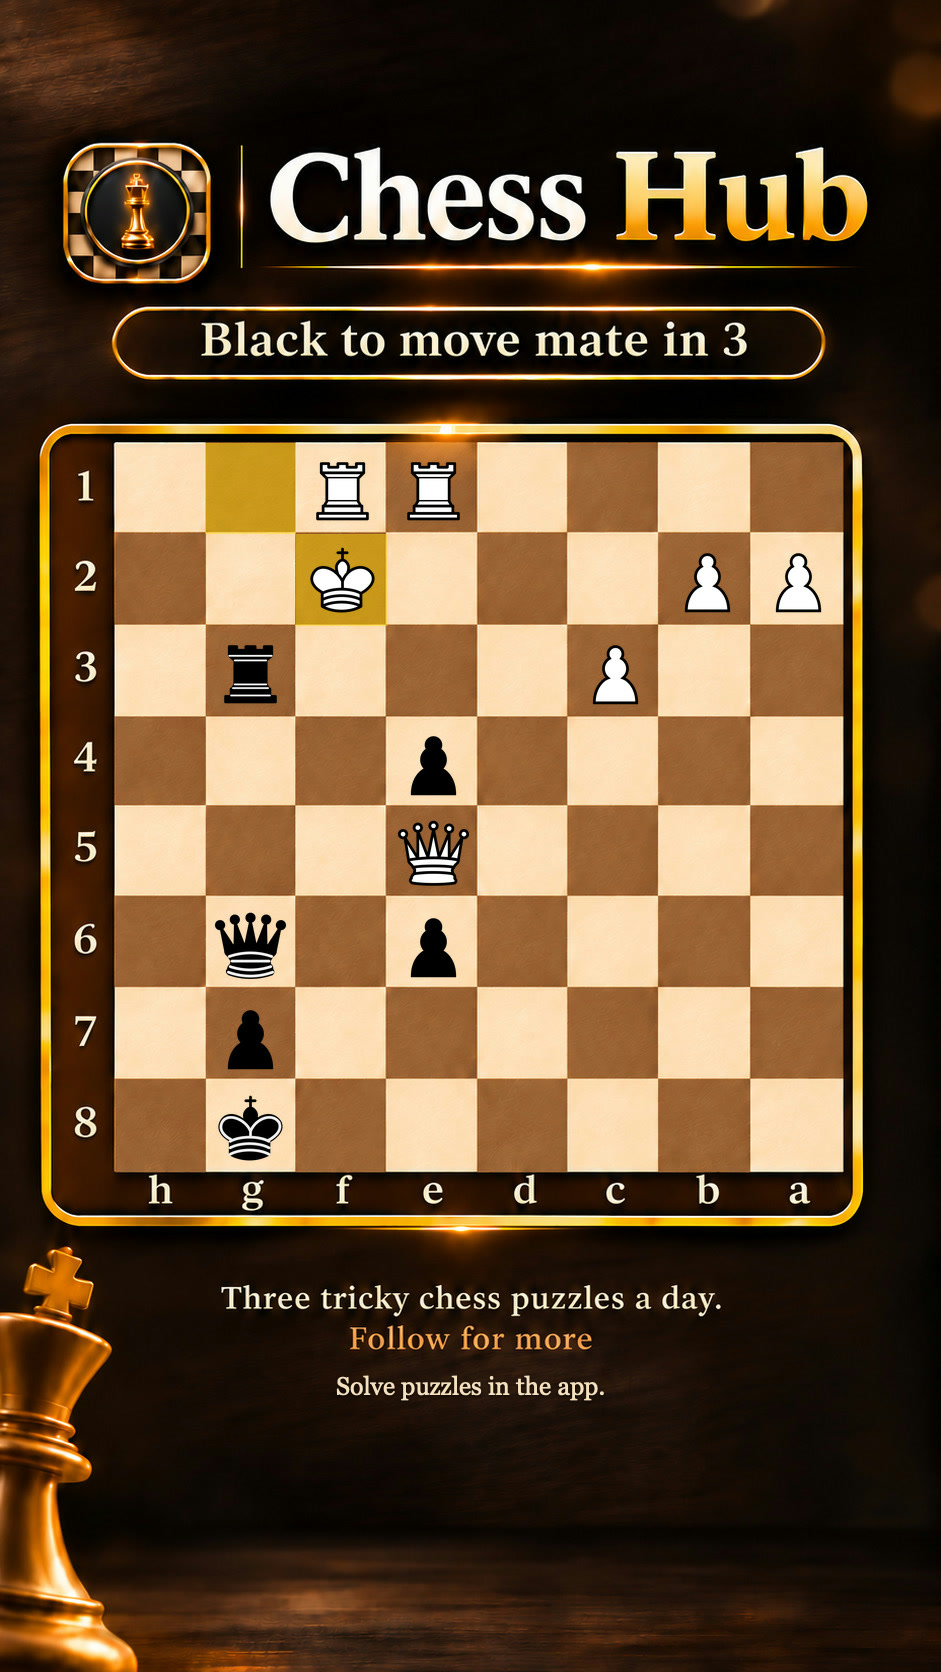 Chess Hub
Black to move mate in 3
1
2
3
4
5
6
7
8
h g f e d c b a
Three tricky chess puzzles a day.
Follow for more
Solve puzzles in the app.